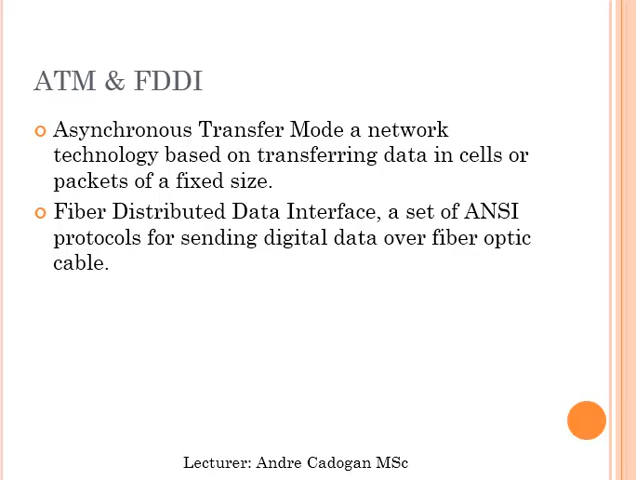 ATM & FDDI
Asynchronous Transfer Mode a network
technology based on transferring data in cells or
packets of a fixed size.
Fiber Distributed Data Interface, a set of ANSI
protocols for sending digital data over fiber optic
cable.
Lecturer: Andre Cadogan MSc